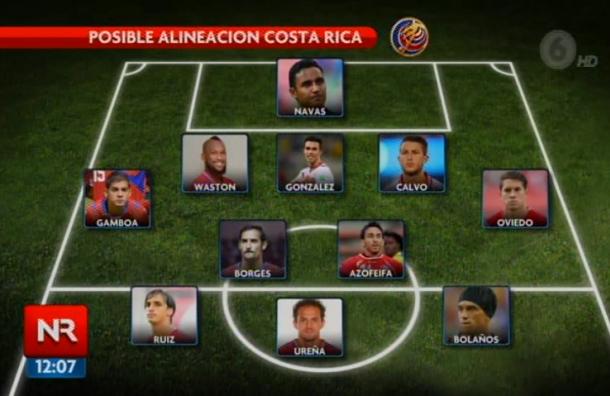 POSIBLE ALINEACION COSTA RICA
6
HD
NAVAS
WASTON
GONZALEZ
CALVO
GAMBOA
OVIEDO
BORGES
AZOFEIFA
RUIZ
UREÑA
BOLAÑOS
NR
12:07